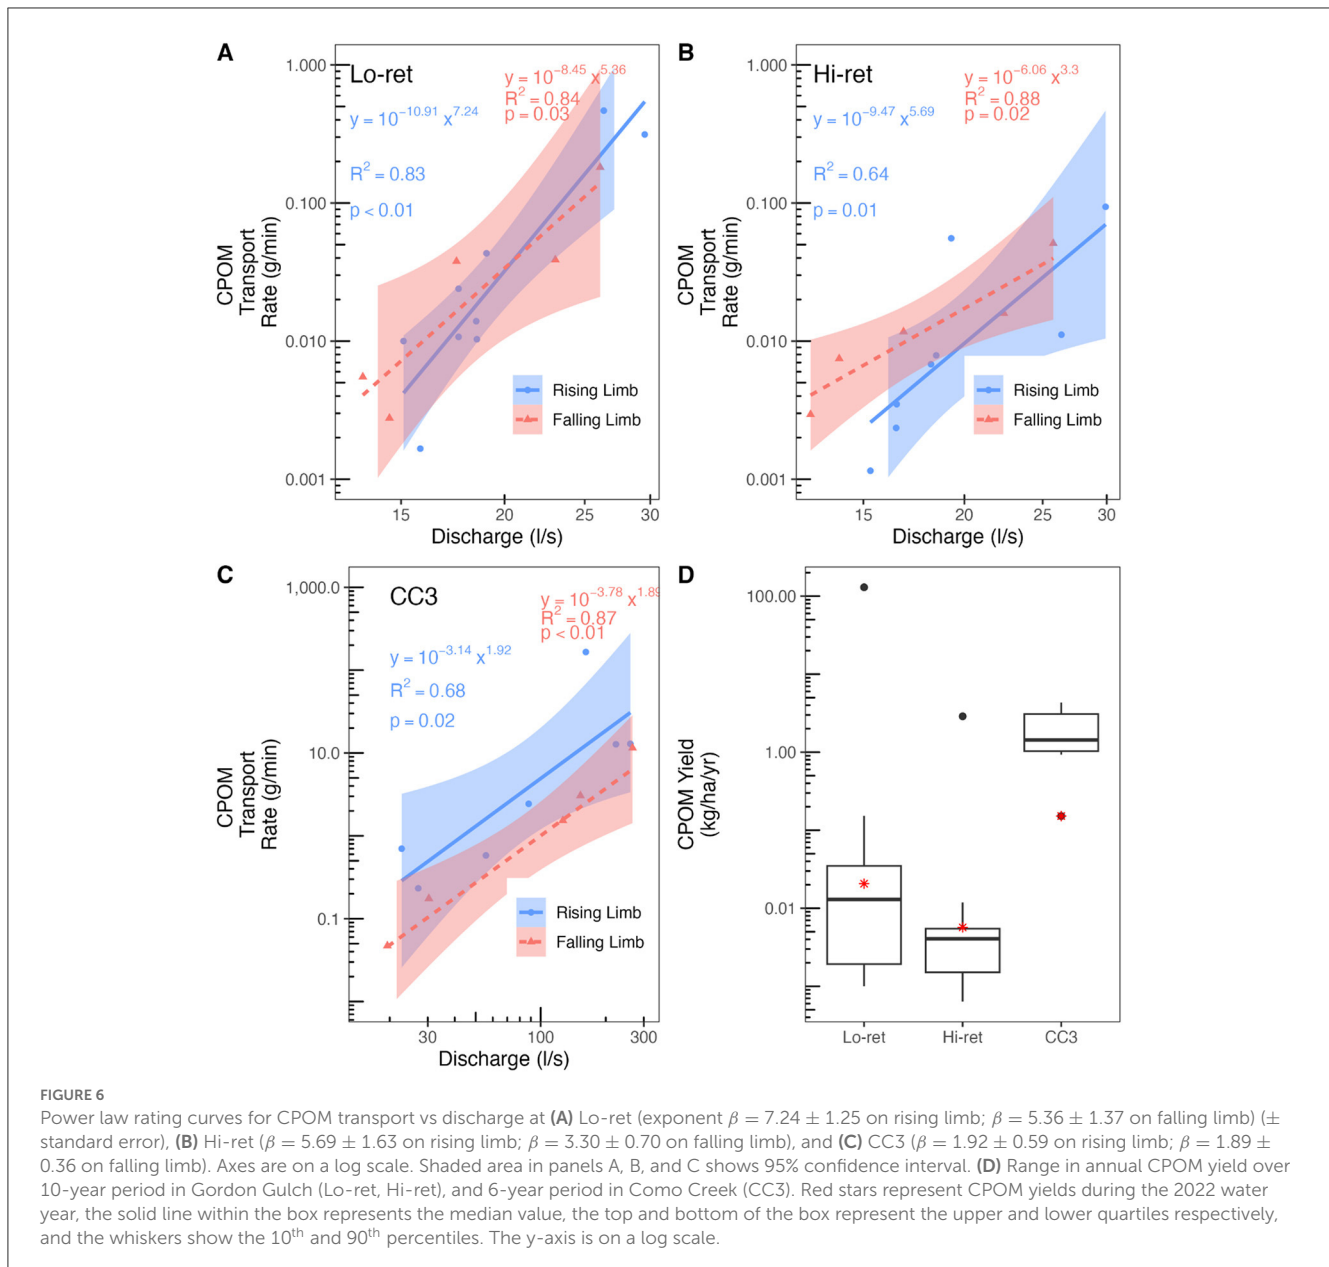 A
Lo-ret
y = 10^−8.45 x^5.36
R^2 = 0.84
p = 0.03
y = 10^−10.91 x^7.24
R^2 = 0.83
p < 0.01
1.000
0.100
0.010
0.001
CPOM
Transport
Rate (g/min)
Rising Limb
Falling Limb
15 20 25 30
Discharge (l/s)
B
Hi-ret
y = 10^−6.06 x^3.3
R^2 = 0.88
p = 0.02
y = 10^−9.47 x^5.69
R^2 = 0.64
p = 0.01
1.000
0.100
0.010
0.001
CPOM
Transport
Rate (g/min)
Rising Limb
Falling Limb
15 20 25 30
Discharge (l/s)
C
CC3
y = 10^−3.78 x^1.89
R^2 = 0.87
p < 0.01
y = 10^−3.14 x^1.92
R^2 = 0.68
p = 0.02
1,000.0
10.0
0.1
CPOM
Transport
Rate (g/min)
Rising Limb
Falling Limb
30 100 300
Discharge (l/s)
D
100.00
1.00
0.01
CPOM Yield
(kg/ha/yr)
Lo-ret Hi-ret CC3
FIGURE 6
Power law rating curves for CPOM transport vs discharge at (A) Lo-ret (exponent β = 7.24 ± 1.25 on rising limb; β = 5.36 ± 1.37 on falling limb) (±
standard error), (B) Hi-ret (β = 5.69 ± 1.63 on rising limb; β = 3.30 ± 0.70 on falling limb), and (C) CC3 (β = 1.92 ± 0.59 on rising limb; β = 1.89 ±
0.36 on falling limb). Axes are on a log scale. Shaded area in panels A, B, and C shows 95% confidence interval. (D) Range in annual CPOM yield over
10-year period in Gordon Gulch (Lo-ret, Hi-ret), and 6-year period in Como Creek (CC3). Red stars represent CPOM yields during the 2022 water
year, the solid line within the box represents the median value, the top and bottom of the box represent the upper and lower quartiles respectively,
and the whiskers show the 10th and 90th percentiles. The y-axis is on a log scale.